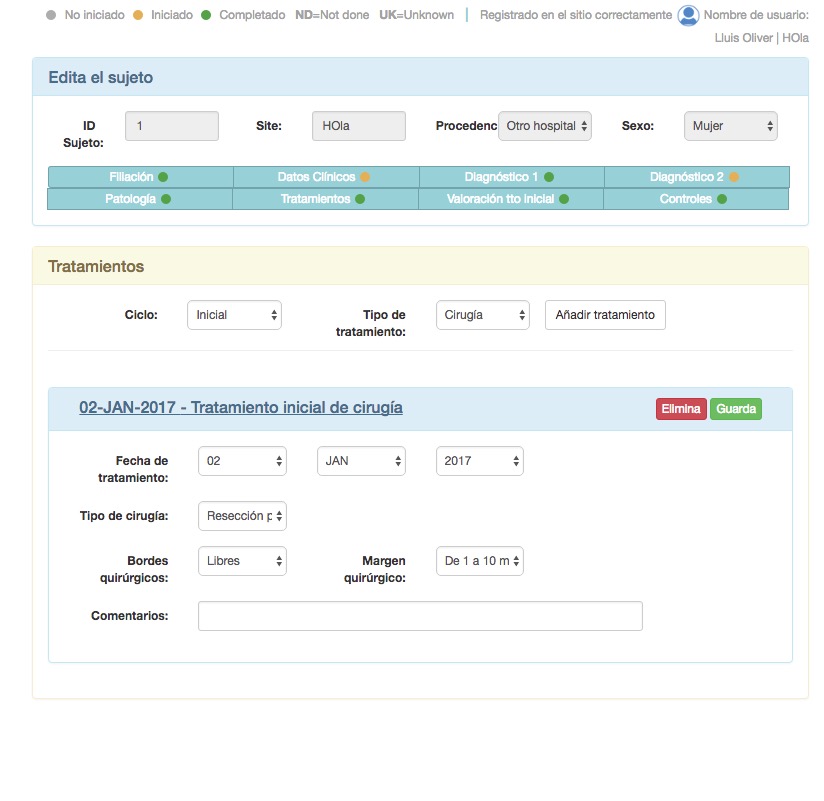 No iniciado Iniciado Completado ND=Not done UK=Unknown | Registrado en el sitio correctamente Nombre de usuario:
Lluis Oliver | HOla
Edita el sujeto
ID Sujeto: 1 Site: HOla Procedenc Otro hospital Sexo: Mujer
Filiación Datos Clínicos Diagnóstico 1 Diagnóstico 2
Patología Tratamientos Valoración tto inicial Controles
Tratamientos
Ciclo: Inicial Tipo de tratamiento: Cirugía Añadir tratamiento
02-JAN-2017 - Tratamiento inicial de cirugía Elimina Guarda
Fecha de tratamiento: 02 JAN 2017
Tipo de cirugía: Resección p
Bordes quirúrgicos: Libres Margen quirúrgico: De 1 a 10 m
Comentarios: